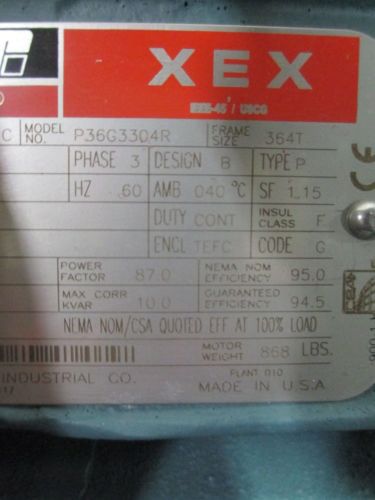 XEX
IEEE-45 / USCG
C MODEL NO. P36G3304R FRAME SIZE 364T
PHASE 3 DESIGN B TYPE P
HZ 60 AMB 040°C SF 1.15
DUTY CONT INSUL CLASS F
ENCL TEFC CODE G
POWER FACTOR 87.0 NEMA NOM EFFICIENCY 95.0
MAX CORR KVAR 10.0 GUARANTEED EFFICIENCY 94.5
NEMA NOM/CSA QUOTED EFF AT 100% LOAD
MOTOR WEIGHT 868 LBS.
INDUSTRIAL CO. PLANT 010
MADE IN U.S.A